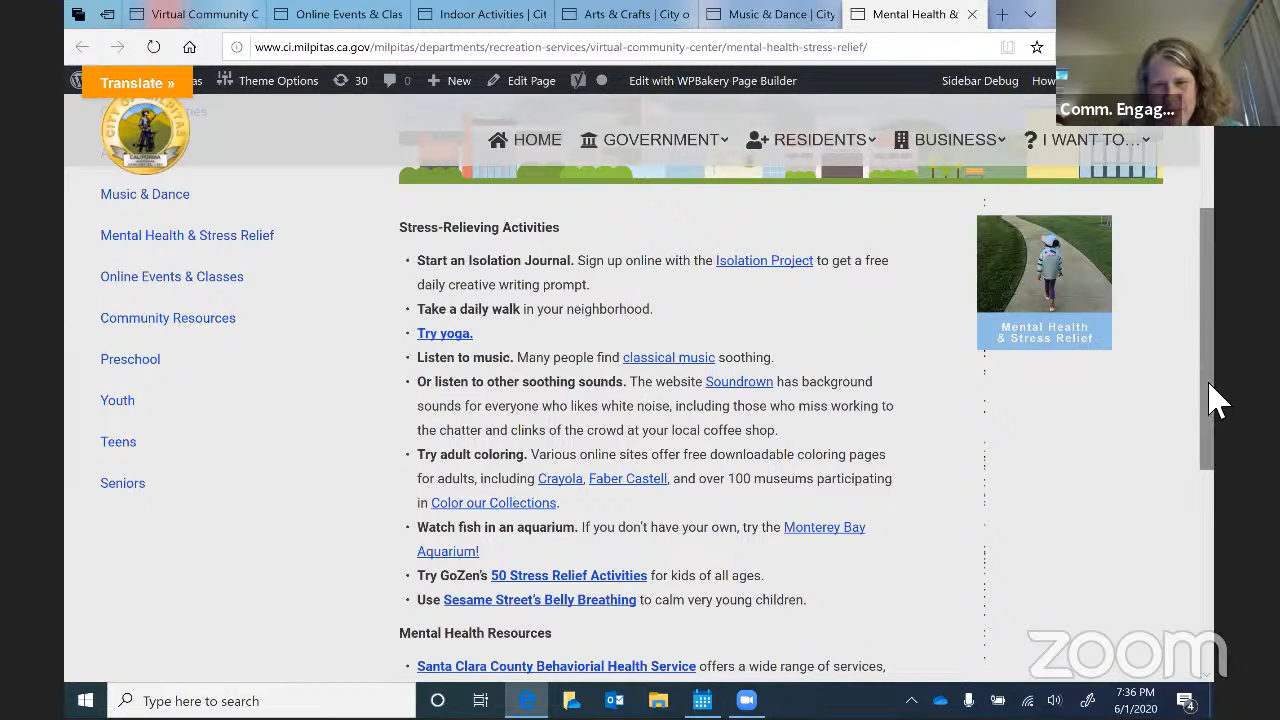 Virtual Community C
Online Events & Clas
Indoor Activities | Cit
Arts & Crafts | City o
Music & Dance | City
Mental Health &
www.ci.milpitas.ca.gov/milpitas/departments/recreation-services/virtual-community-center/mental-health-stress-relief/
Theme Options
30
0
New
Edit Page
Edit with WPBakery Page Builder
Sidebar Debug
How
Translate »
Comm. Engag...
CITY OF MILPITAS
CALIFORNIA
HOME
GOVERNMENT
RESIDENTS
BUSINESS
I WANT TO...
Music & Dance
Mental Health & Stress Relief
Online Events & Classes
Community Resources
Preschool
Youth
Teens
Seniors
Stress-Relieving Activities
• Start an Isolation Journal. Sign up online with the Isolation Project to get a free
daily creative writing prompt.
• Take a daily walk in your neighborhood.
• Try yoga.
• Listen to music. Many people find classical music soothing.
• Or listen to other soothing sounds. The website Soundrown has background
sounds for everyone who likes white noise, including those who miss working to
the chatter and clinks of the crowd at your local coffee shop.
• Try adult coloring. Various online sites offer free downloadable coloring pages
for adults, including Crayola, Faber Castell, and over 100 museums participating
in Color our Collections.
• Watch fish in an aquarium. If you don't have your own, try the Monterey Bay
Aquarium!
• Try GoZen's 50 Stress Relief Activities for kids of all ages.
• Use Sesame Street's Belly Breathing to calm very young children.
Mental Health Resources
• Santa Clara County Behaviorial Health Service offers a wide range of services,
Mental Health
& Stress Relief
zoom
Type here to search
7:36 PM
6/1/2020
4